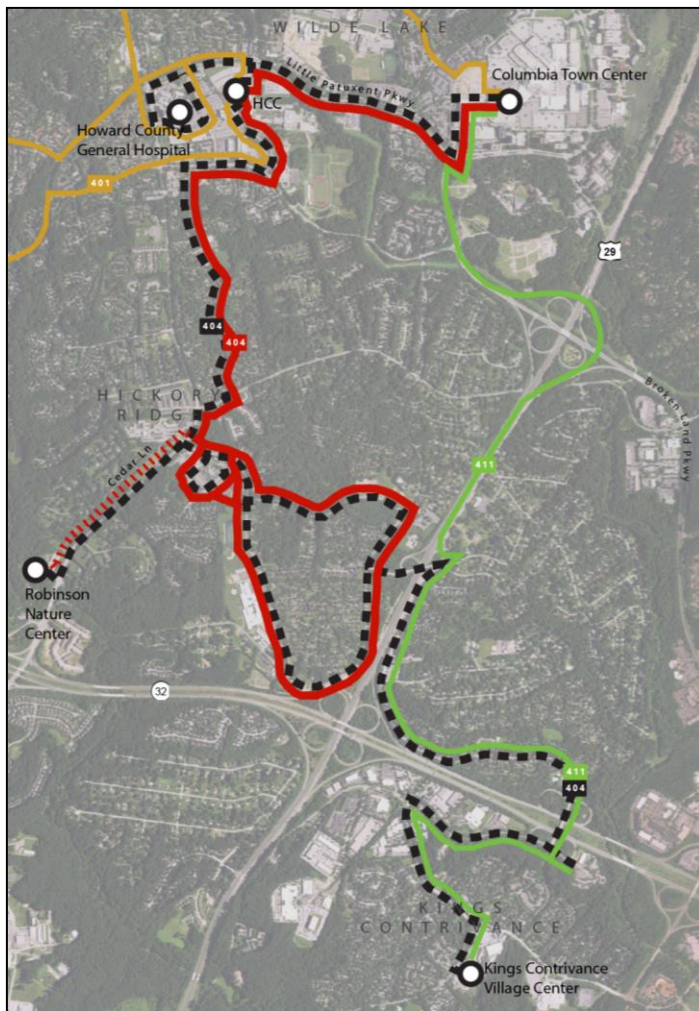 WILDE LAKE
Columbia Town Center
Little Patuxent Pkwy
HCC
Howard County
General Hospital
401
29
404
404
HICKORY
RIDGE
Broken Land Pkwy
Cedar Ln
411
Robinson
Nature
Center
32
411
404
KINGS
CONTRIVANCE
Kings Contrivance
Village Center